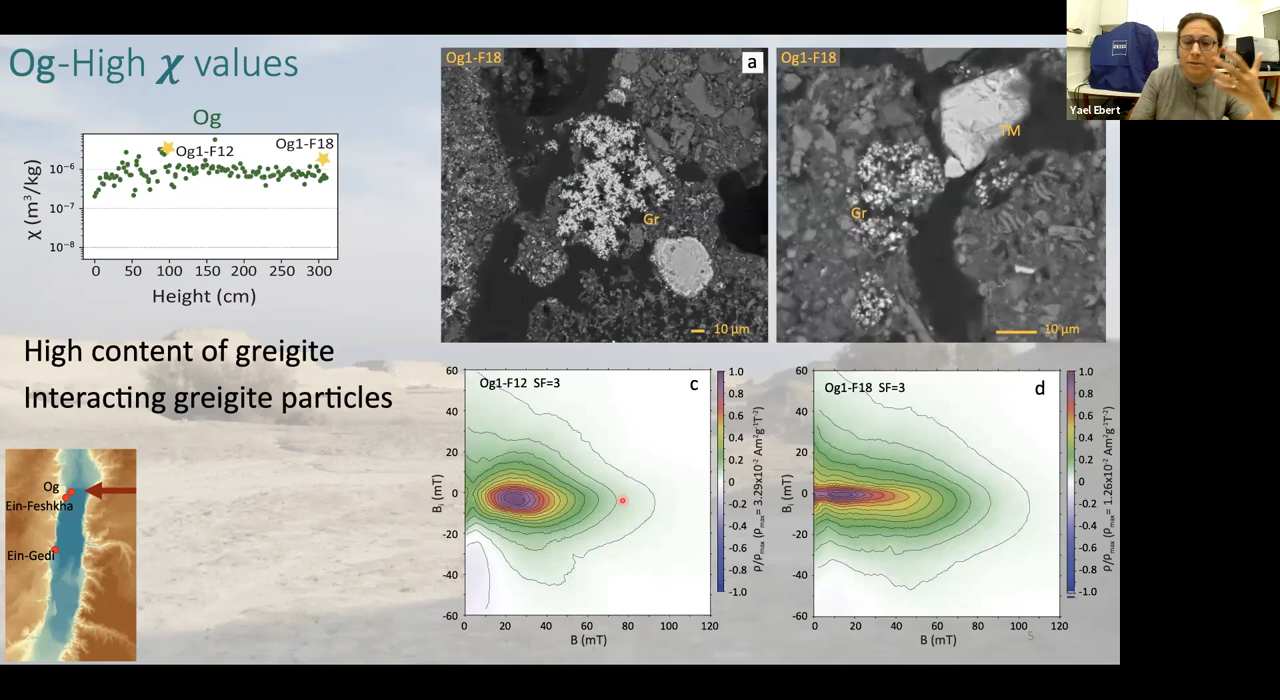 Og-High χ values
Og
Og1-F12
Og1-F18
χ (m³/kg)
10⁻⁶
10⁻⁷
10⁻⁸
0 50 100 150 200 250 300
Height (cm)
High content of greigite
Interacting greigite particles
Og
Ein-Feshkha
Ein-Gedi
Og1-F18
a
Gr
10 µm
Og1-F18
TM
Gr
10 µm
ZEISS
Yael Ebert
Og1-F12 SF=3
c
60
40
20
0
-20
-40
-60
Bᵢ (mT)
0 20 40 60 80 100 120
B (mT)
1.0
0.8
0.6
0.4
0.2
0
-0.2
-0.4
-0.6
-0.8
-1.0
ρ/ρmax (ρmax= 3.29x10⁻² Am²g⁻¹T⁻²)
Og1-F18 SF=3
d
60
40
20
0
-20
-40
-60
Bᵢ (mT)
0 20 40 60 80 100 120
B (mT)
1.0
0.8
0.6
0.4
0.2
0
-0.2
-0.4
-0.6
-0.8
-1.0
ρ/ρmax (ρmax= 1.26x10⁻² Am²g⁻¹T⁻²)
5